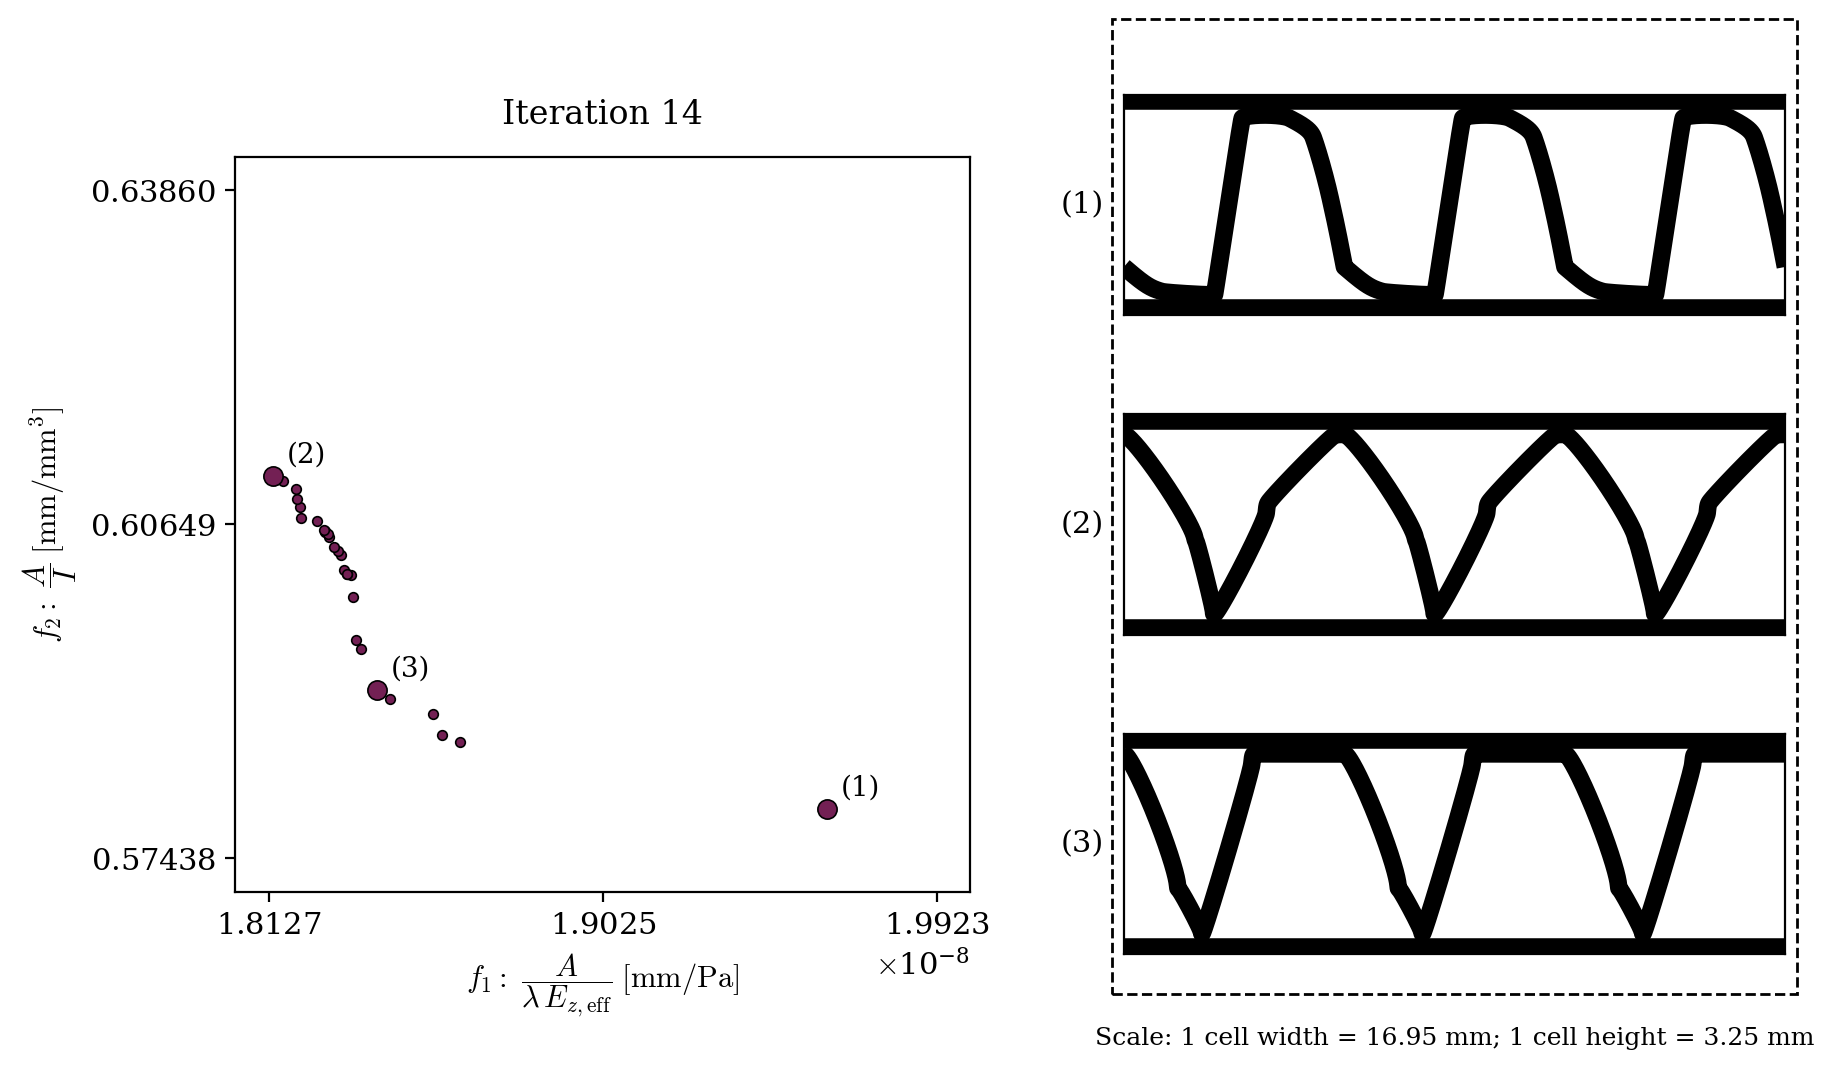 Iteration 14
0.63860
0.60649
0.57438
f₂ : A/I [mm/mm³]
(2)
(3)
(1)
1.8127 1.9025 1.9923
×10⁻⁸
f₁ : A/(λ E_z,eff) [mm/Pa]
(1)
(2)
(3)
Scale: 1 cell width = 16.95 mm; 1 cell height = 3.25 mm